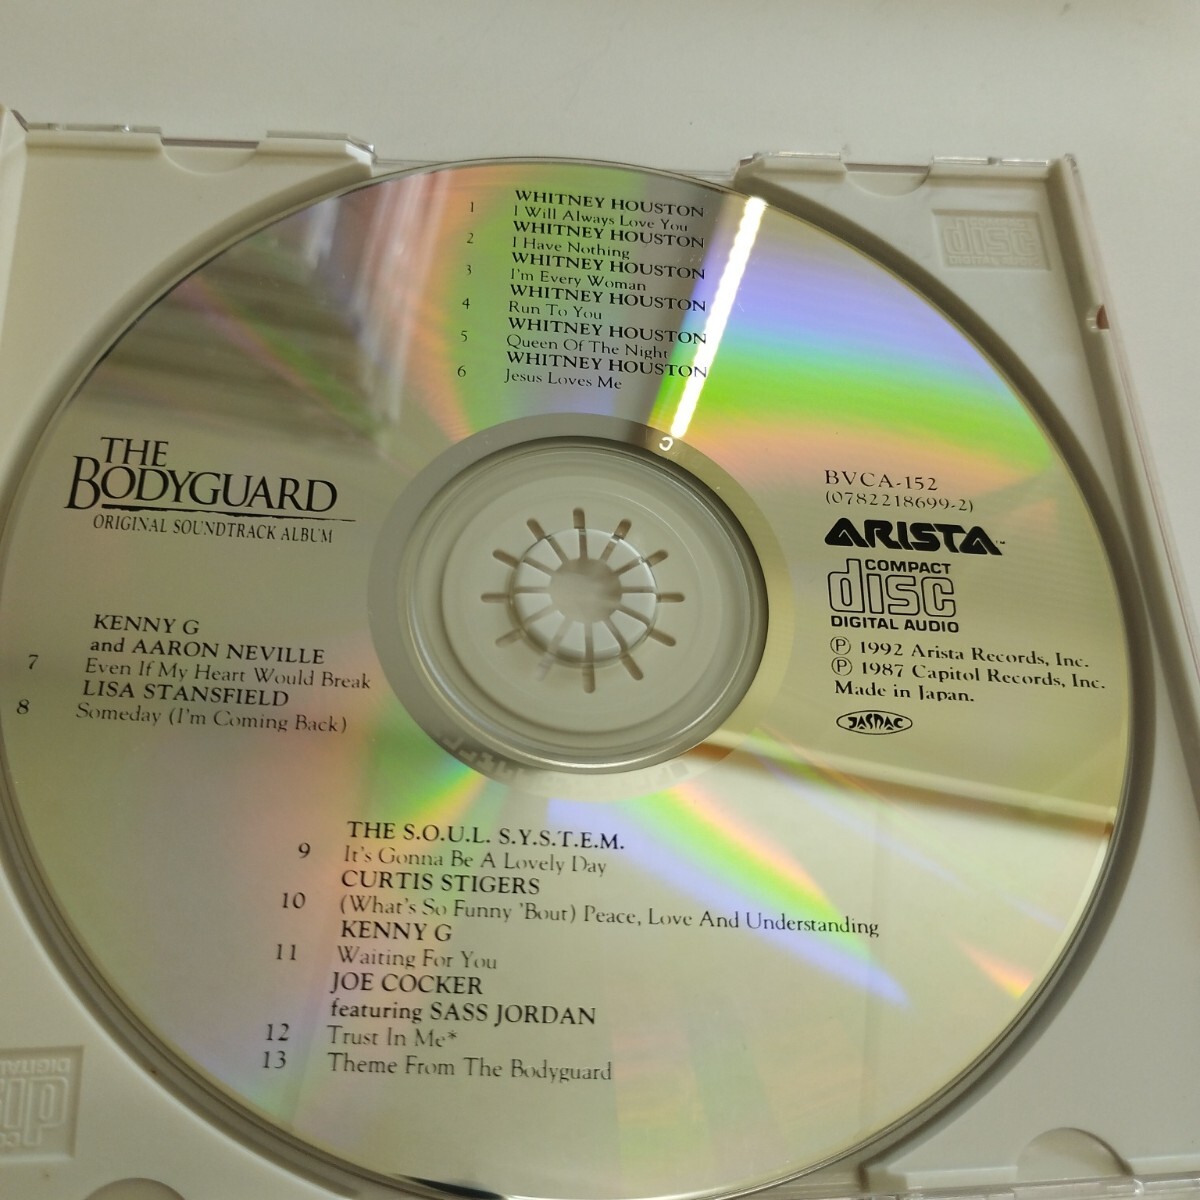 1 WHITNEY HOUSTON
I Will Always Love You
2 WHITNEY HOUSTON
I Have Nothing
3 WHITNEY HOUSTON
I'm Every Woman
4 WHITNEY HOUSTON
Run To You
5 WHITNEY HOUSTON
Queen Of The Night
6 WHITNEY HOUSTON
Jesus Loves Me
THE
BODYGUARD
ORIGINAL SOUNDTRACK ALBUM
BVCA-152
(0782218699-2)
ARISTA™
COMPACT
disc
DIGITAL AUDIO
Ⓟ 1992 Arista Records, Inc.
Ⓟ 1987 Capitol Records, Inc.
Made in Japan.
JASRAC
KENNY G
and AARON NEVILLE
7 Even If My Heart Would Break
LISA STANSFIELD
8 Someday (I'm Coming Back)
THE S.O.U.L. S.Y.S.T.E.M.
9 It's Gonna Be A Lovely Day
CURTIS STIGERS
10 (What's So Funny 'Bout) Peace, Love And Understanding
KENNY G
11 Waiting For You
JOE COCKER
featuring SASS JORDAN
12 Trust In Me*
13 Theme From The Bodyguard
disc
DIGITAL AUDIO